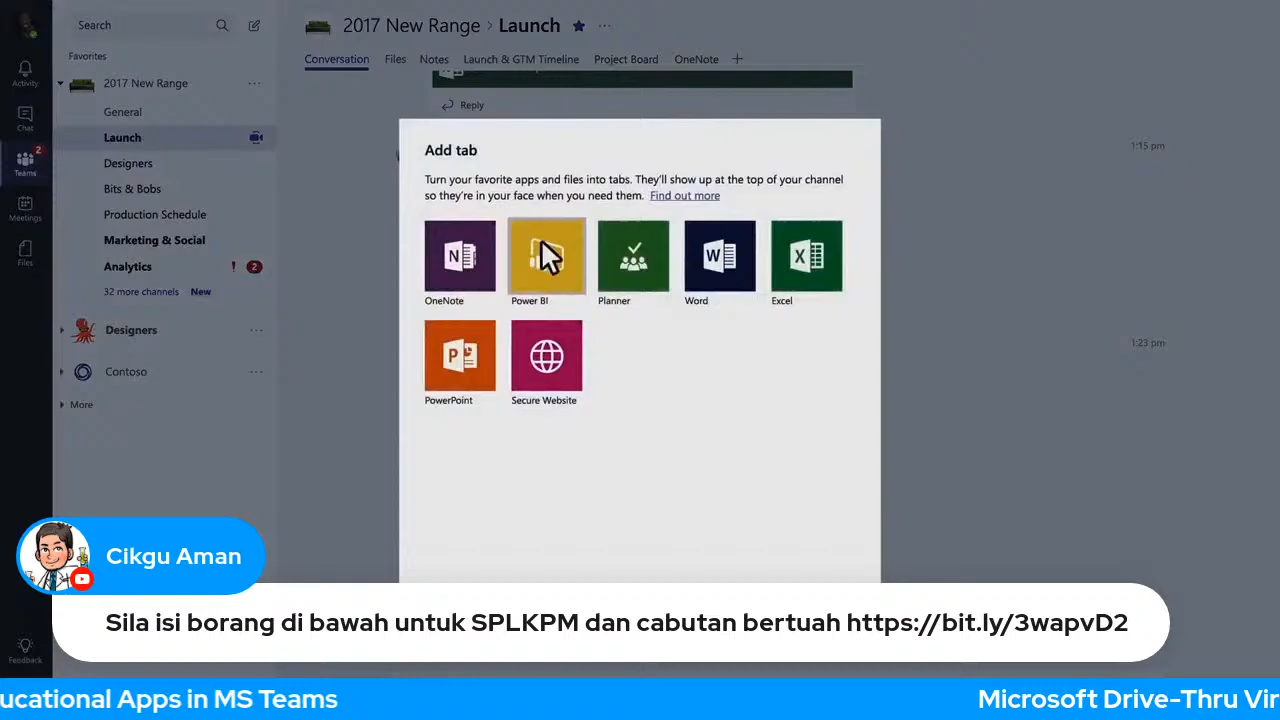 Search
2017 New Range › Launch
Favorites
Conversation Files Notes Launch & GTM Timeline Project Board OneNote
Activity
2017 New Range
Reply
General
Chat
Launch
Add tab
1:15 pm
2
Teams
Designers
Turn your favorite apps and files into tabs. They'll show up at the top of your channel
so they're in your face when you need them. Find out more
Bits & Bobs
Meetings
Production Schedule
Marketing & Social
Files
Analytics ! 2
32 more channels New
OneNote Power BI Planner Word Excel
Designers
1:23 pm
Contoso
More
PowerPoint Secure Website
Cikgu Aman
Sila isi borang di bawah untuk SPLKPM dan cabutan bertuah https://bit.ly/3wapvD2
Feedback
ucational Apps in MS Teams Microsoft Drive-Thru Vir